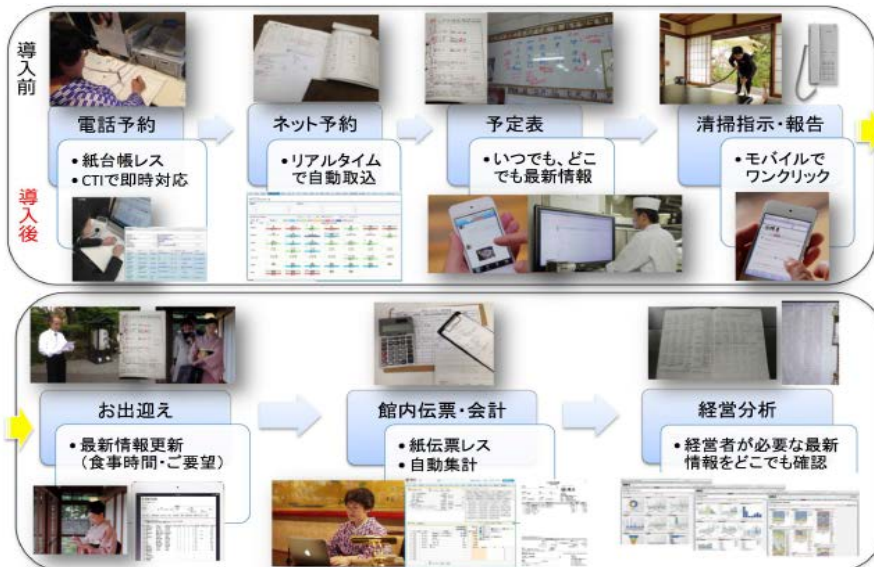 導入前
電話予約
ネット予約
予定表
清掃指示・報告
導入後
• 紙台帳レス
• CTIで即時対応
• リアルタイム
で自動取込
• いつでも、どこ
でも最新情報
• モバイルで
ワンクリック
お出迎え
館内伝票・会計
経営分析
• 最新情報更新
（食事時間・ご要望）
• 紙伝票レス
• 自動集計
• 経営者が必要な最新
情報をどこでも確認